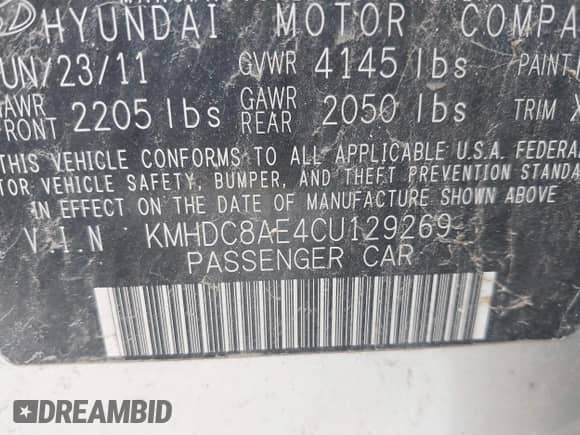 HYUNDAI MOTOR COMPA
UN/23/11 GVWR 4145 lbs PAINT
GAWR FRONT 2205 lbs GAWR REAR 2050 lbs TRIM X
THIS VEHICLE CONFORMS TO ALL APPLICABLE U.S.A. FEDERA
TOR VEHICLE SAFETY, BUMPER, AND THEFT PREVENTION STANDA
IN EFFECT ON THE DATE OF MANUFACTURE SHOWN ABOVE
V.I.N KMHDC8AE4CU129269
PASSENGER CAR
DREAMBID